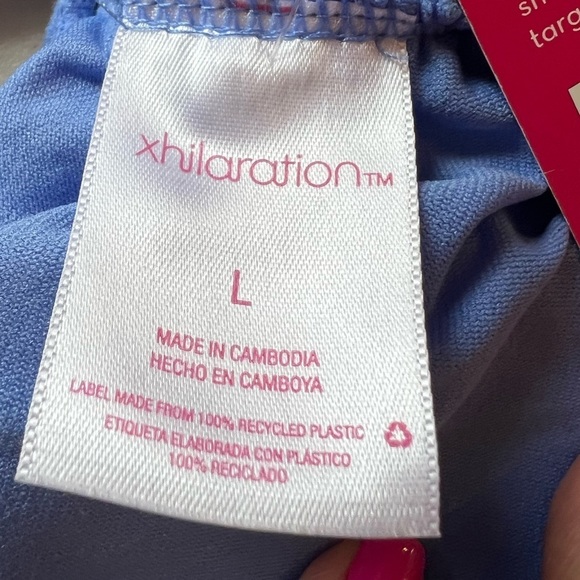 xhilaration™
L
MADE IN CAMBODIA
HECHO EN CAMBOYA
LABEL MADE FROM 100% RECYCLED PLASTIC
ETIQUETA ELABORADA CON PLÁSTICO
100% RECICLADO